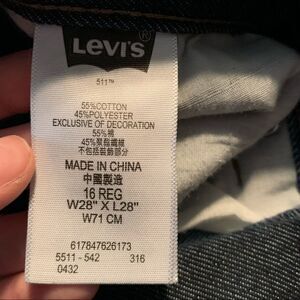 LEVI'S®
511™
55%COTTON
45%POLYESTER
EXCLUSIVE OF DECORATION
55%棉
45%聚酯纖維
不包括裝飾部分
MADE IN CHINA
中國製造
16 REG
W28" X L28"
W71 CM
617847626173
5511-542 316
0432